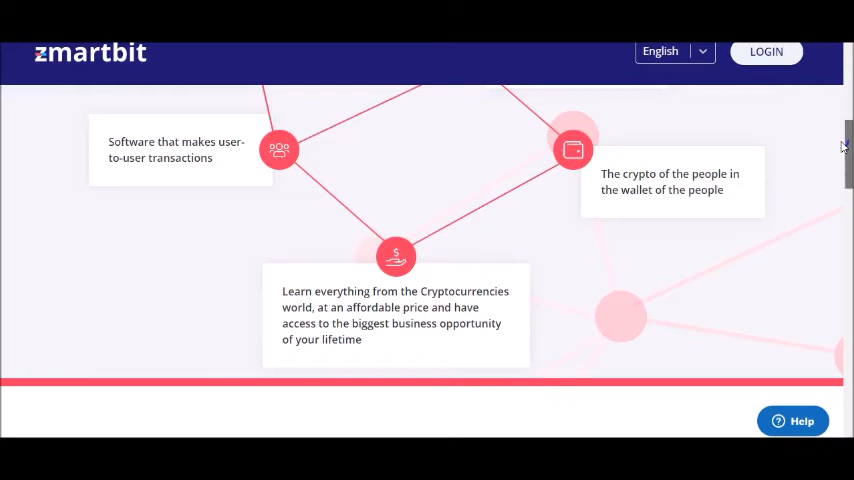 zmartbit
English
LOGIN
Software that makes user-
to-user transactions
The crypto of the people in
the wallet of the people
Learn everything from the Cryptocurrencies
world, at an affordable price and have
access to the biggest business opportunity
of your lifetime
Help